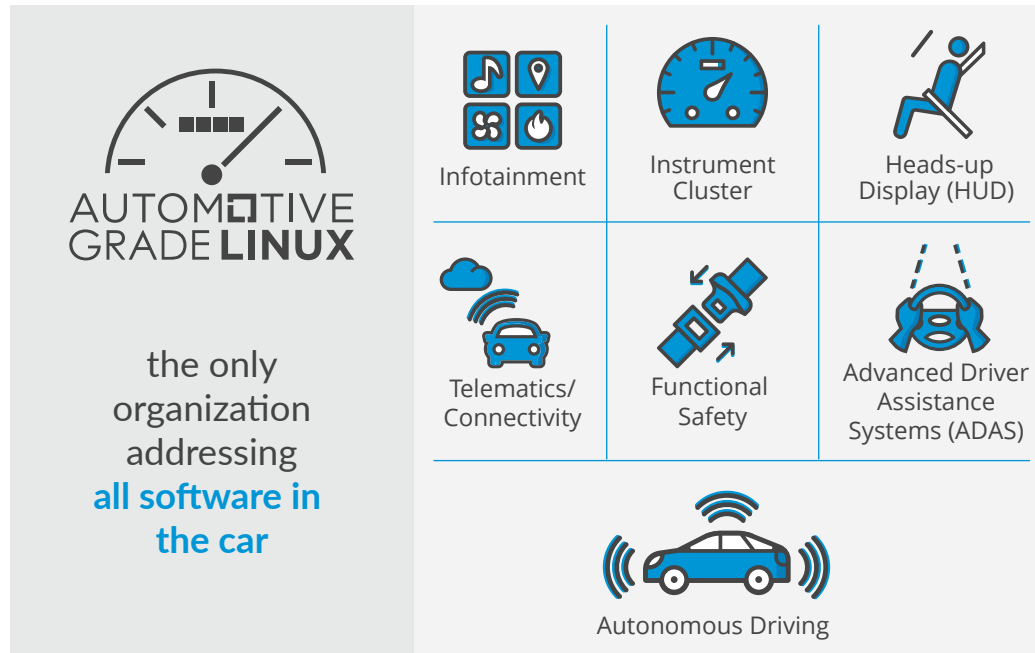 AUTOMOTIVE
GRADE LINUX
the only
organization
addressing
all software in
the car
Infotainment
Instrument
Cluster
Heads-up
Display (HUD)
Telematics/
Connectivity
Functional
Safety
Advanced Driver
Assistance
Systems (ADAS)
Autonomous Driving